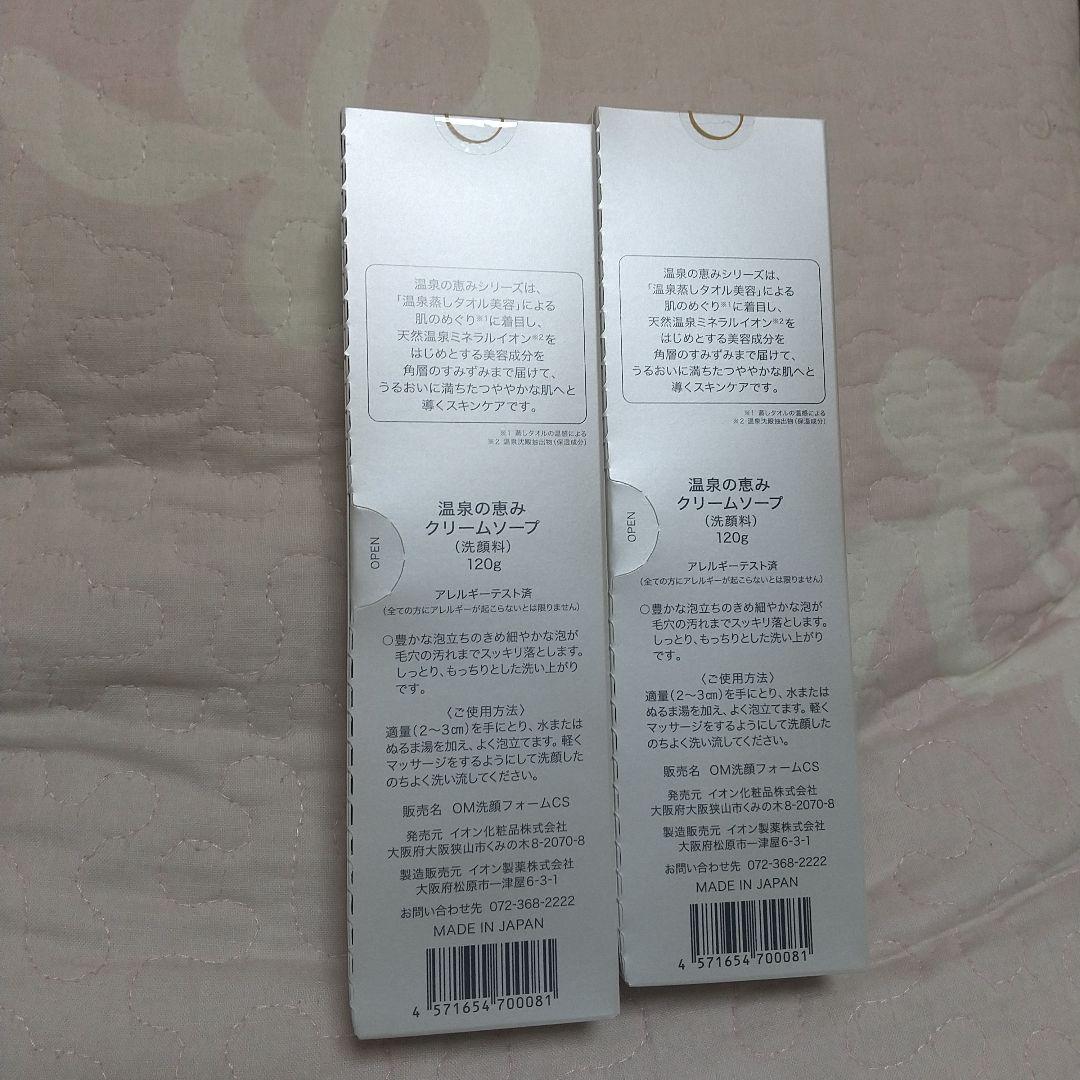 温泉の恵みシリーズは、
「温泉蒸しタオル美容」による
肌のめぐり※1に着目し、
天然温泉ミネラルイオン※2を
はじめとする美容成分を
角層のすみずみまで届けて、
うるおいに満ちたつややかな肌へと
導くスキンケアです。
※1 蒸しタオルの温感による
※2 温泉沈殿抽出物(保湿成分)
温泉の恵み
クリームソープ
(洗顔料)
120g
OPEN
アレルギーテスト済
(全ての方にアレルギーが起こらないとは限りません)
○豊かな泡立ちのきめ細やかな泡が
毛穴の汚れまでスッキリ落とします。
しっとり、もっちりとした洗い上がり
です。
〈ご使用方法〉
適量(2〜3㎝)を手にとり、水または
ぬるま湯を加え、よく泡立てます。軽く
マッサージをするようにして洗顔した
のちよく洗い流してください。
販売名 OM洗顔フォームCS
発売元 イオン化粧品株式会社
大阪府大阪狭山市くみの木8-2070-8
製造販売元 イオン製薬株式会社
大阪府松原市一津屋6-3-1
お問い合わせ先 072-368-2222
MADE IN JAPAN
4 571654 700081
温泉の恵みシリーズは、
「温泉蒸しタオル美容」による
肌のめぐり※1に着目し、
天然温泉ミネラルイオン※2を
はじめとする美容成分を
角層のすみずみまで届けて、
うるおいに満ちたつややかな肌へと
導くスキンケアです。
※1 蒸しタオルの温感による
※2 温泉沈殿抽出物(保湿成分)
温泉の恵み
クリームソープ
(洗顔料)
120g
OPEN
アレルギーテスト済
(全ての方にアレルギーが起こらないとは限りません)
○豊かな泡立ちのきめ細やかな泡が
毛穴の汚れまでスッキリ落とします。
しっとり、もっちりとした洗い上がり
です。
〈ご使用方法〉
適量(2〜3㎝)を手にとり、水または
ぬるま湯を加え、よく泡立てます。軽く
マッサージをするようにして洗顔した
のちよく洗い流してください。
販売名 OM洗顔フォームCS
発売元 イオン化粧品株式会社
大阪府大阪狭山市くみの木8-2070-8
製造販売元 イオン製薬株式会社
大阪府松原市一津屋6-3-1
お問い合わせ先 072-368-2222
MADE IN JAPAN
4 571654 700081